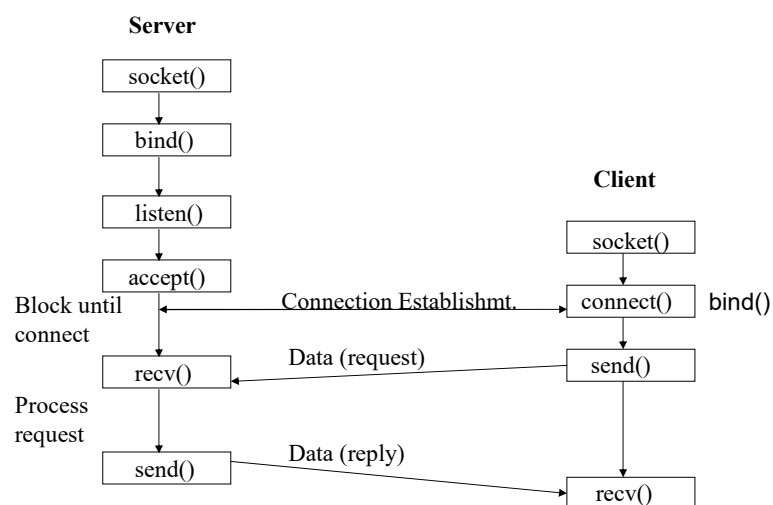 Server
socket()
bind()
listen()
accept()
Block until
connect
recv()
Process
request
send()
Connection Establishmt.
Data (request)
Data (reply)
Client
socket()
connect()
bind()
send()
recv()